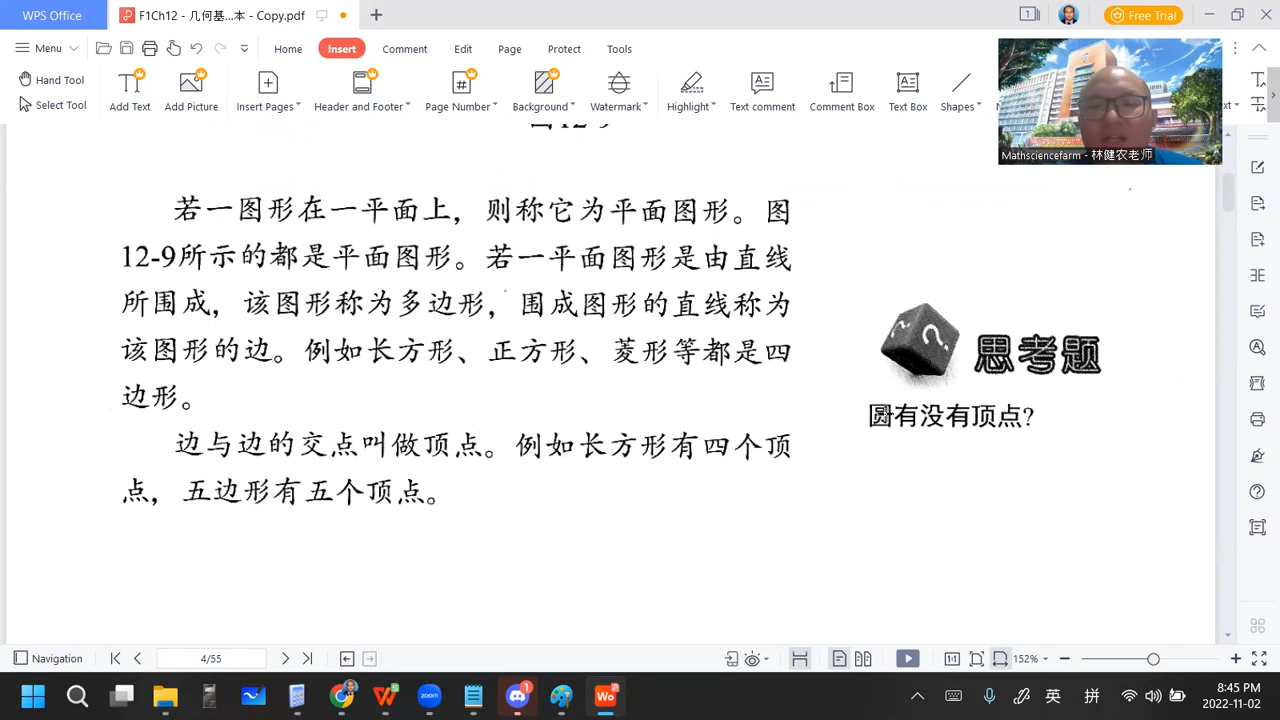 WPS Office
F1Ch12 - 几何基...本 - Copy.pdf
1
Free Trial
Menu
Home
Insert
Comment
Edit
Page
Protect
Tools
Hand Tool
Select Tool
Add Text
Add Picture
Insert Pages
Header and Footer
Page Number
Background
Watermark
Highlight
Text comment
Comment Box
Text Box
Shapes
Mathsciencefarm - 林健农老师
若一图形在一平面上，则称它为平面图形。图
12-9所示的都是平面图形。若一平面图形是由直线
所围成，该图形称为多边形，围成图形的直线称为
该图形的边。例如长方形、正方形、菱形等都是四
边形。
边与边的交点叫做顶点。例如长方形有四个顶
点，五边形有五个顶点。
思考题
圆有没有顶点?
Navigation
4/55
152%
英
拼
8:45 PM
2022-11-02